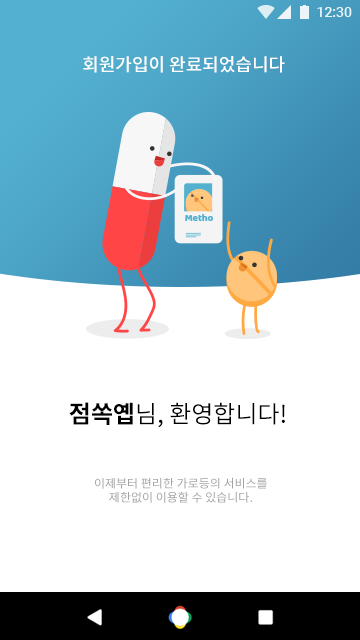 12:30
회원가입이 완료되었습니다
Metho
점쏙옙님, 환영합니다!
이제부터 편리한 가로등의 서비스를
제한없이 이용할 수 있습니다.